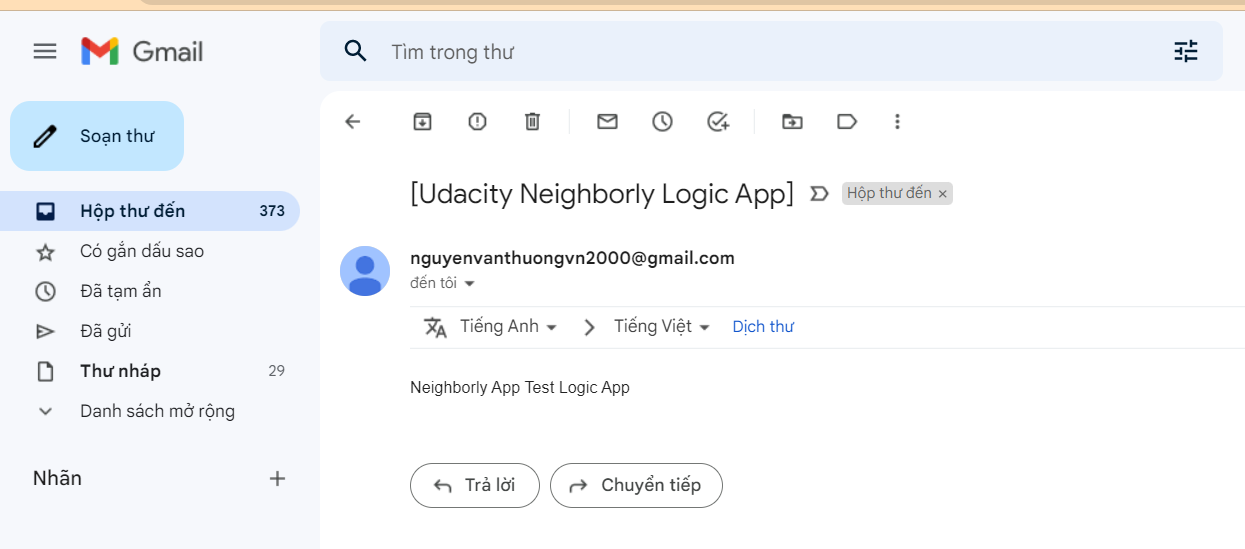 Gmail
Tìm trong thư
Soạn thư
[Udacity Neighborly Logic App] Hộp thư đến ×
Hộp thư đến 373
nguyenvanthuongvn2000@gmail.com
Có gắn dấu sao
đến tôi
Đã tạm ẩn
Tiếng Anh > Tiếng Việt Dịch thư
Đã gửi
Thư nháp 29
Neighborly App Test Logic App
Danh sách mở rộng
Nhãn +
Trả lời Chuyển tiếp